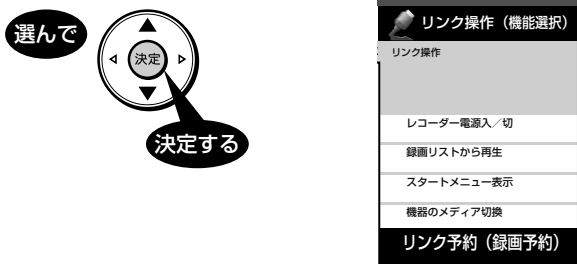 選んで
決定
決定する
リンク操作（機能選択）
リンク操作
レコーダー電源入／切
録画リストから再生
スタートメニュー表示
機器のメディア切換
リンク予約（録画予約）